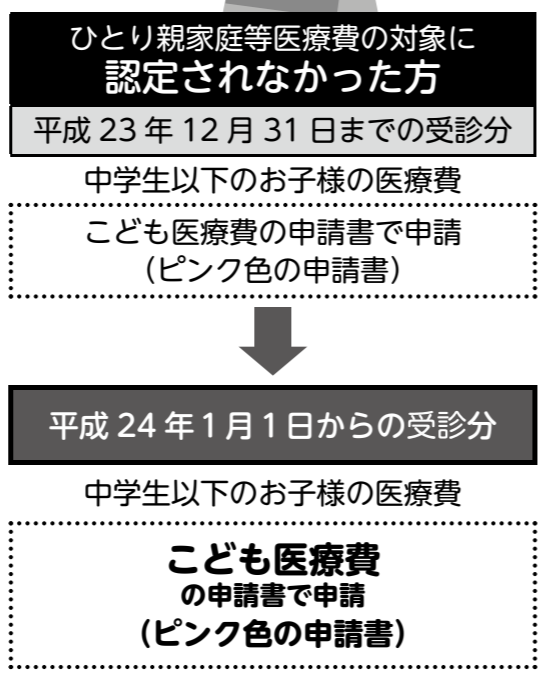 ひとり親家庭等医療費の対象に
認定されなかった方
平成 23 年 12 月 31 日までの受診分
中学生以下のお子様の医療費
こども医療費の申請書で申請
（ピンク色の申請書）
平成 24 年 1 月 1 日からの受診分
中学生以下のお子様の医療費
こども医療費
の申請書で申請
（ピンク色の申請書）